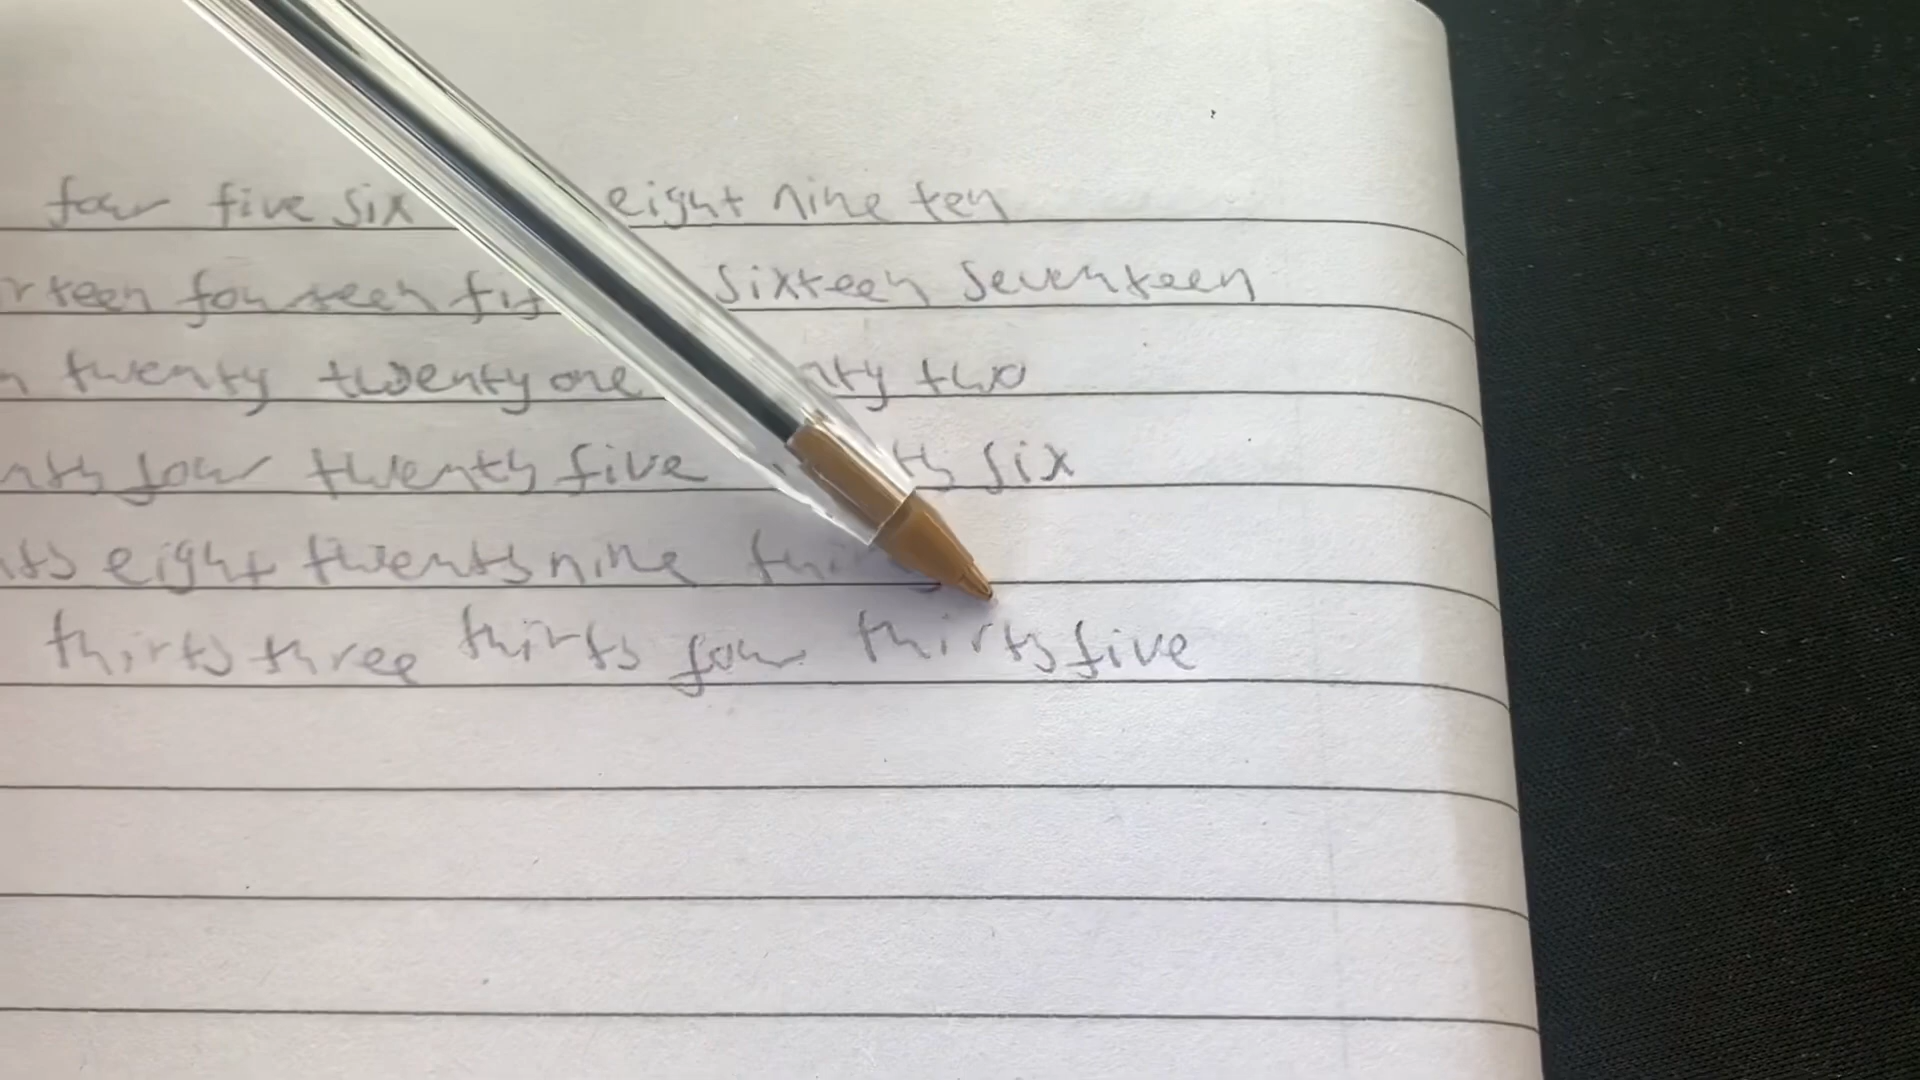 four five six eight nine ten
fourteen sixteen seventeen
twenty twenty one two
four twenty five six
eight twenty nine
thirty three thirty four thirty five